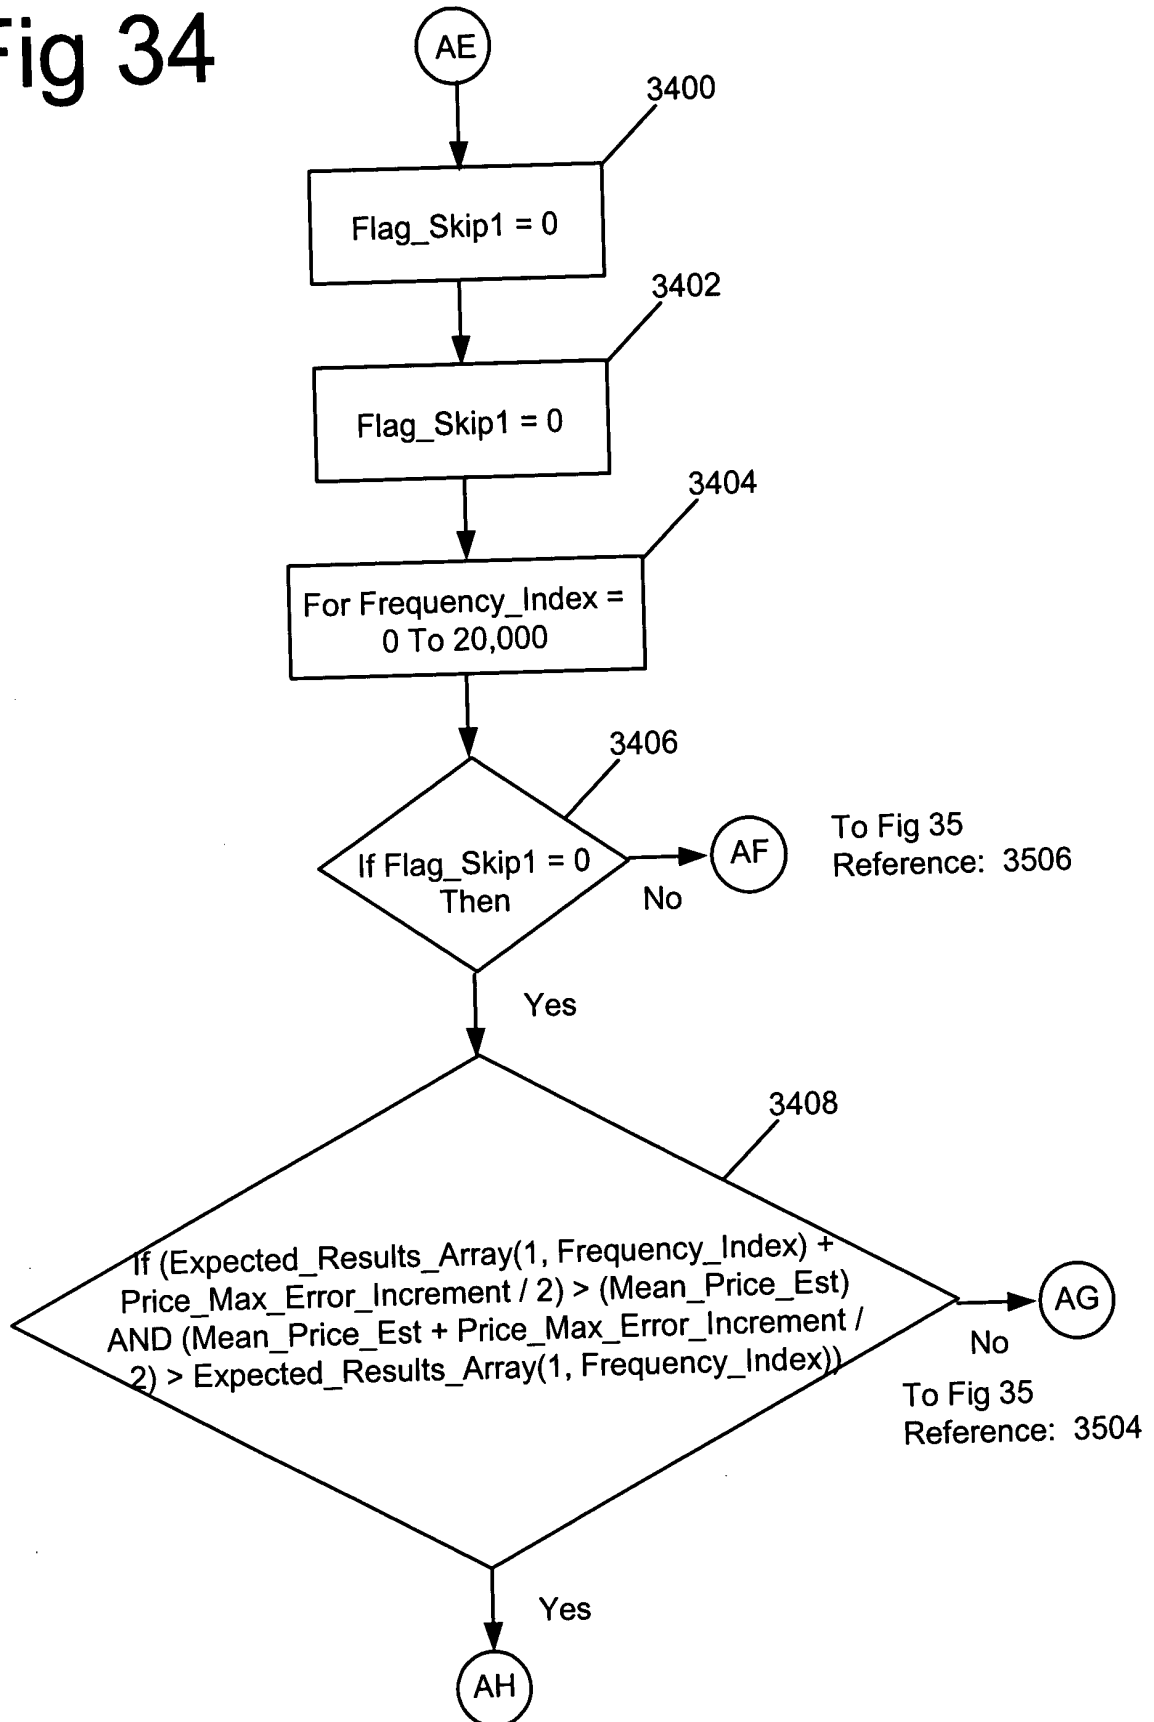 Fig 34
AE
3400
Flag_Skip1 = 0
3402
Flag_Skip1 = 0
3404
For Frequency_Index =
0 To 20,000
3406
If Flag_Skip1 = 0
Then
No
AF
To Fig 35
Reference: 3506
Yes
3408
If (Expected_Results_Array(1, Frequency_Index) +
Price_Max_Error_Increment / 2) > (Mean_Price_Est)
AND (Mean_Price_Est + Price_Max_Error_Increment /
2) > Expected_Results_Array(1, Frequency_Index))
No
AG
To Fig 35
Reference: 3504
Yes
AH